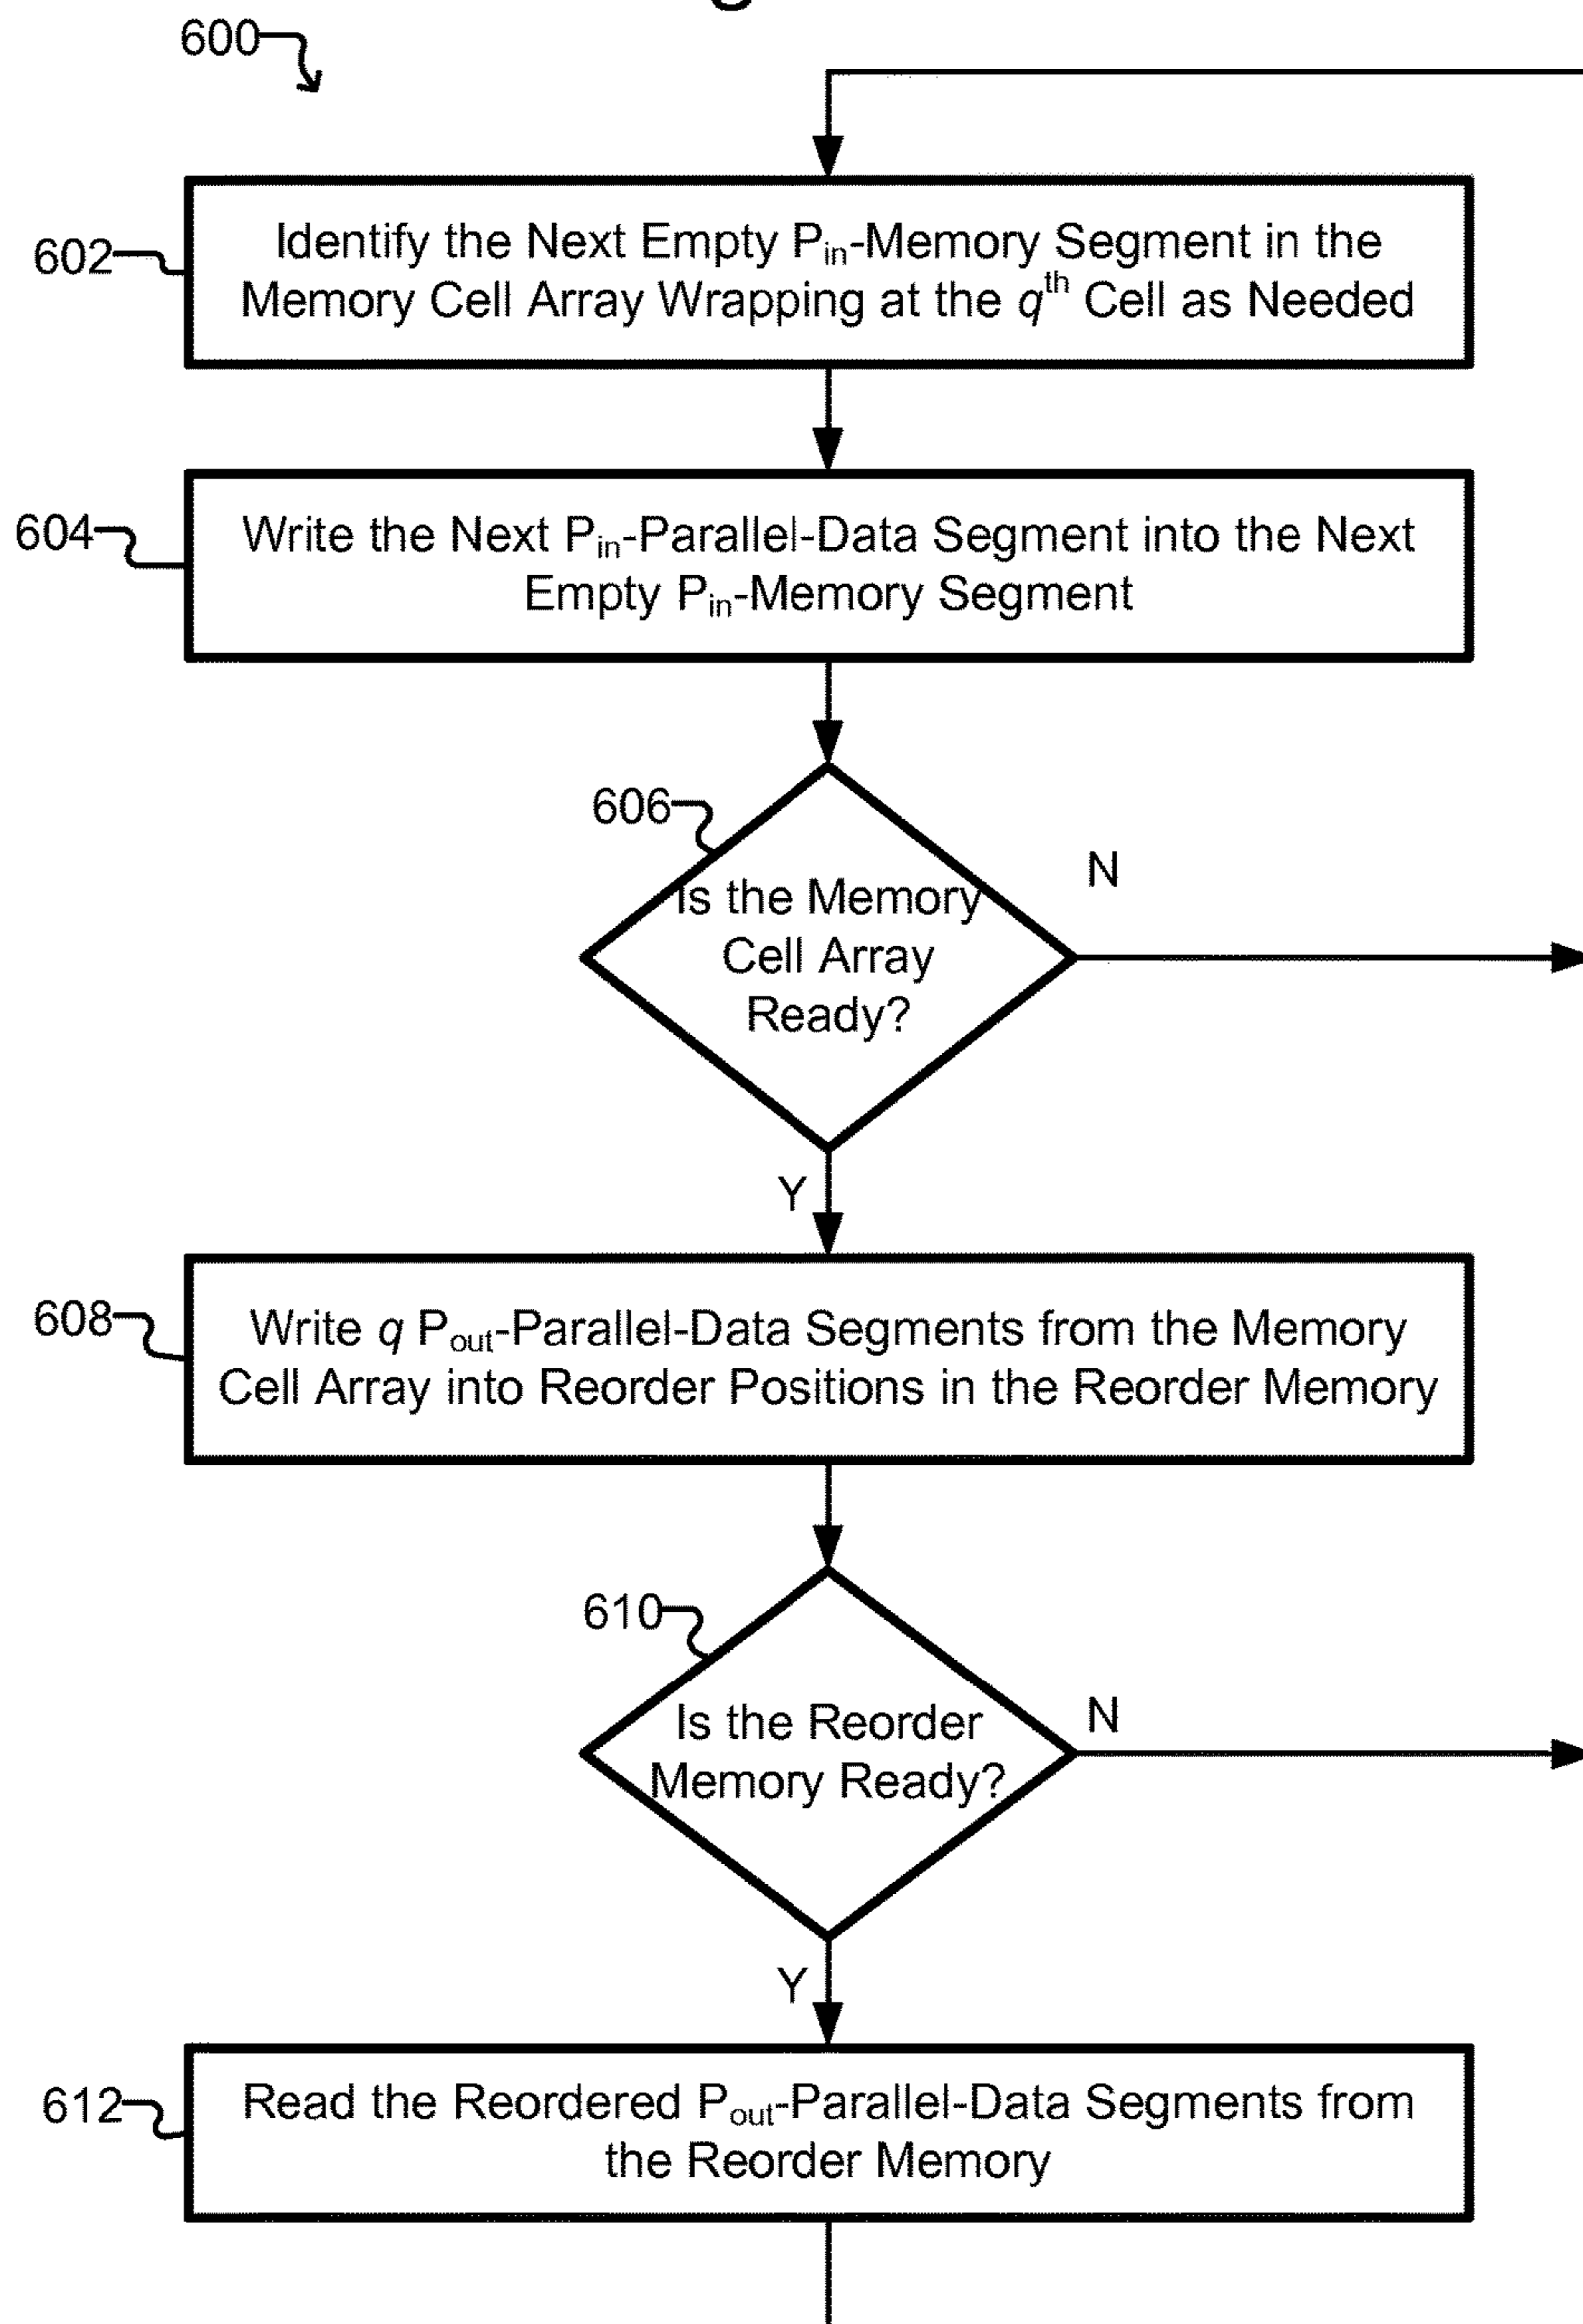 600
602
Identify the Next Empty Pin-Memory Segment in the
Memory Cell Array Wrapping at the qth Cell as Needed
604
Write the Next Pin-Parallel-Data Segment into the Next
Empty Pin-Memory Segment
606
Is the Memory
Cell Array
Ready?
N
Y
608
Write q Pout-Parallel-Data Segments from the Memory
Cell Array into Reorder Positions in the Reorder Memory
610
Is the Reorder
Memory Ready?
N
Y
612
Read the Reordered Pout-Parallel-Data Segments from
the Reorder Memory